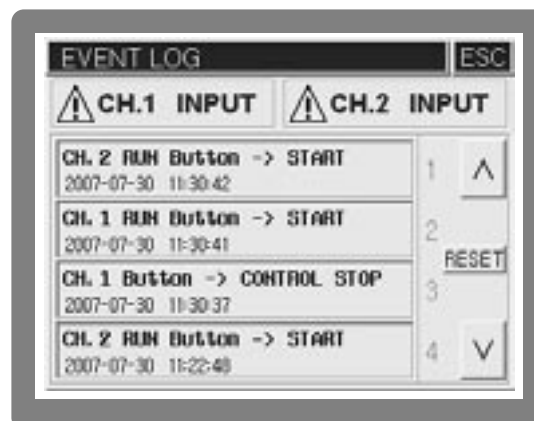 EVENT LOG ESC
CH.1 INPUT CH.2 INPUT
CH. 2 RUN Button -> START
2007-07-30 11:30:42
1
CH. 1 RUN Button -> START
2007-07-30 11:30:41
2
RESET
CH. 1 Button -> CONTROL STOP
2007-07-30 11:30:37
3
CH. 2 RUN Button -> START
2007-07-30 11:22:48
4